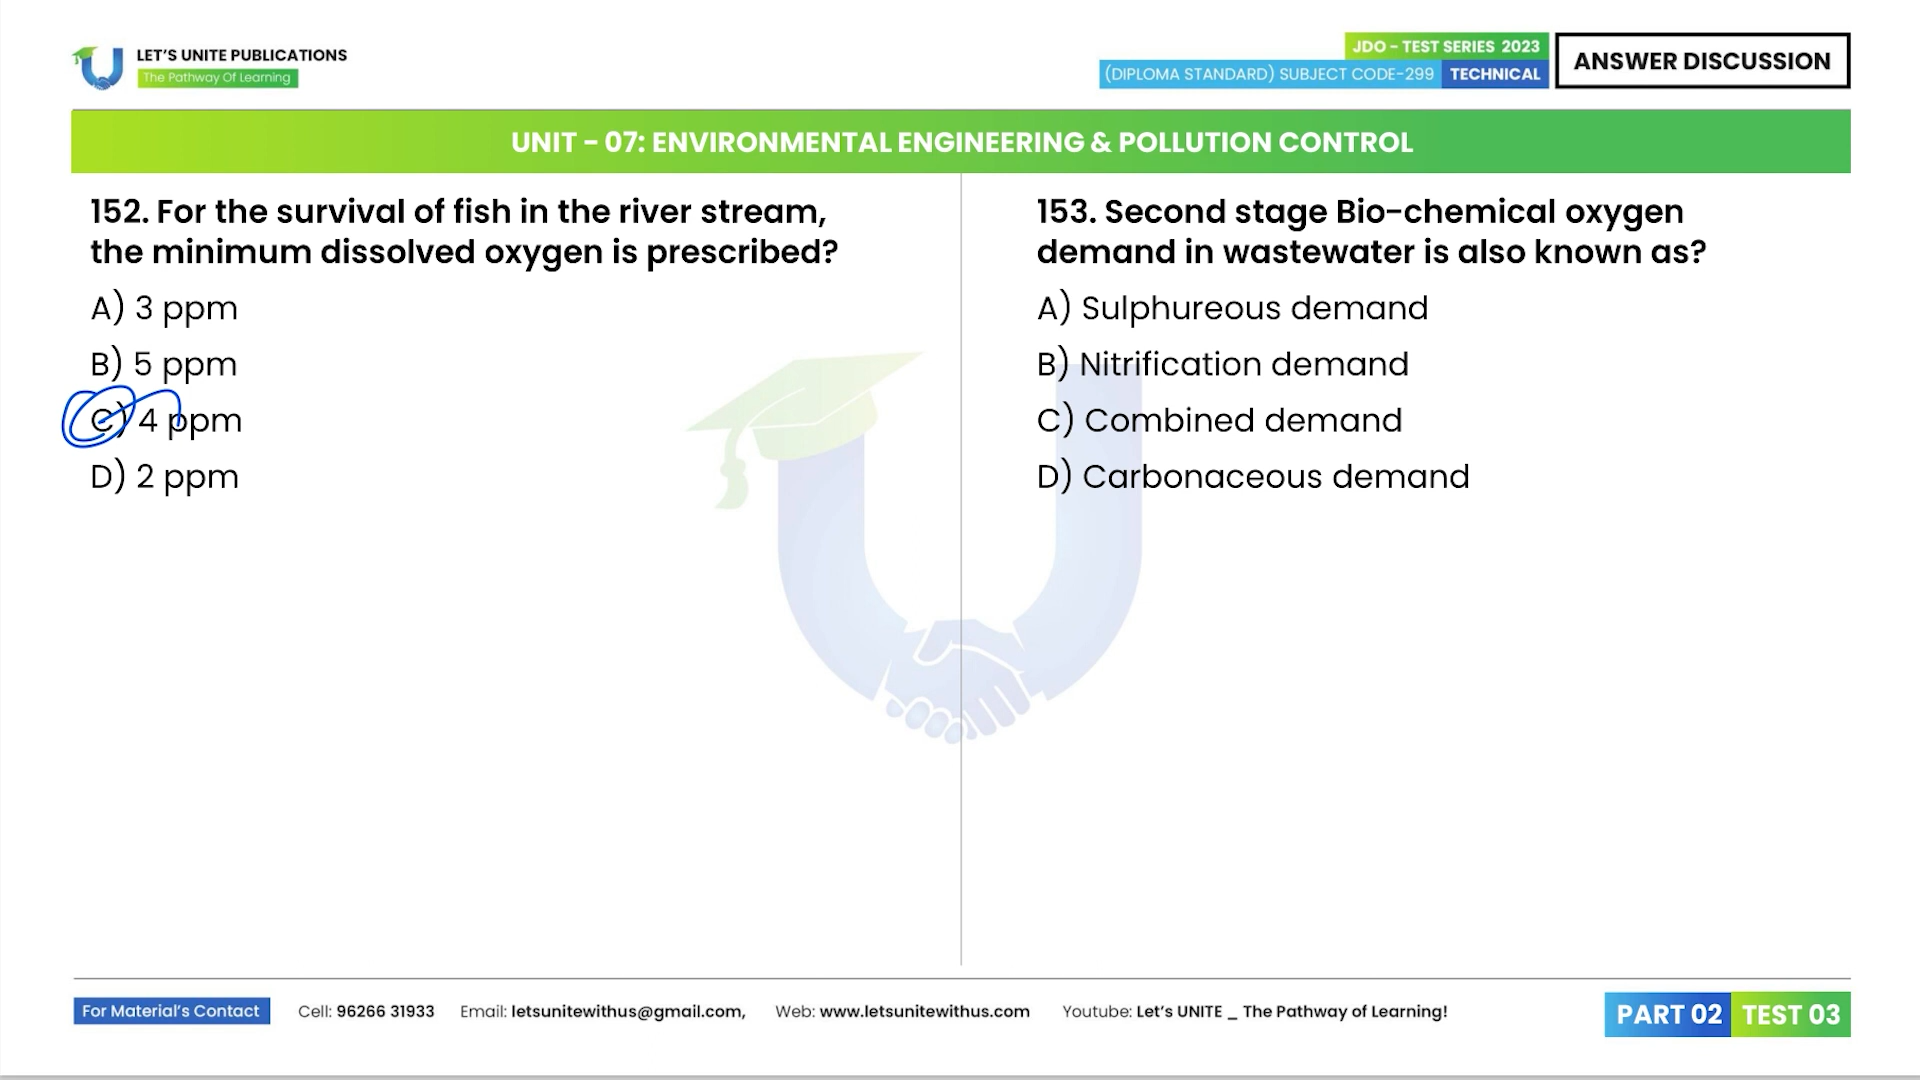 LET'S UNITE PUBLICATIONS
The Pathway Of Learning
JDO - TEST SERIES 2023
(DIPLOMA STANDARD) SUBJECT CODE-299 TECHNICAL
ANSWER DISCUSSION
UNIT - 07: ENVIRONMENTAL ENGINEERING & POLLUTION CONTROL
152. For the survival of fish in the river stream,
the minimum dissolved oxygen is prescribed?
A) 3 ppm
B) 5 ppm
C) 4 ppm
D) 2 ppm
153. Second stage Bio-chemical oxygen
demand in wastewater is also known as?
A) Sulphureous demand
B) Nitrification demand
C) Combined demand
D) Carbonaceous demand
For Material's Contact Cell: 96266 31933 Email: letsunitewithus@gmail.com, Web: www.letsunitewithus.com Youtube: Let's UNITE _ The Pathway of Learning!
PART 02 TEST 03